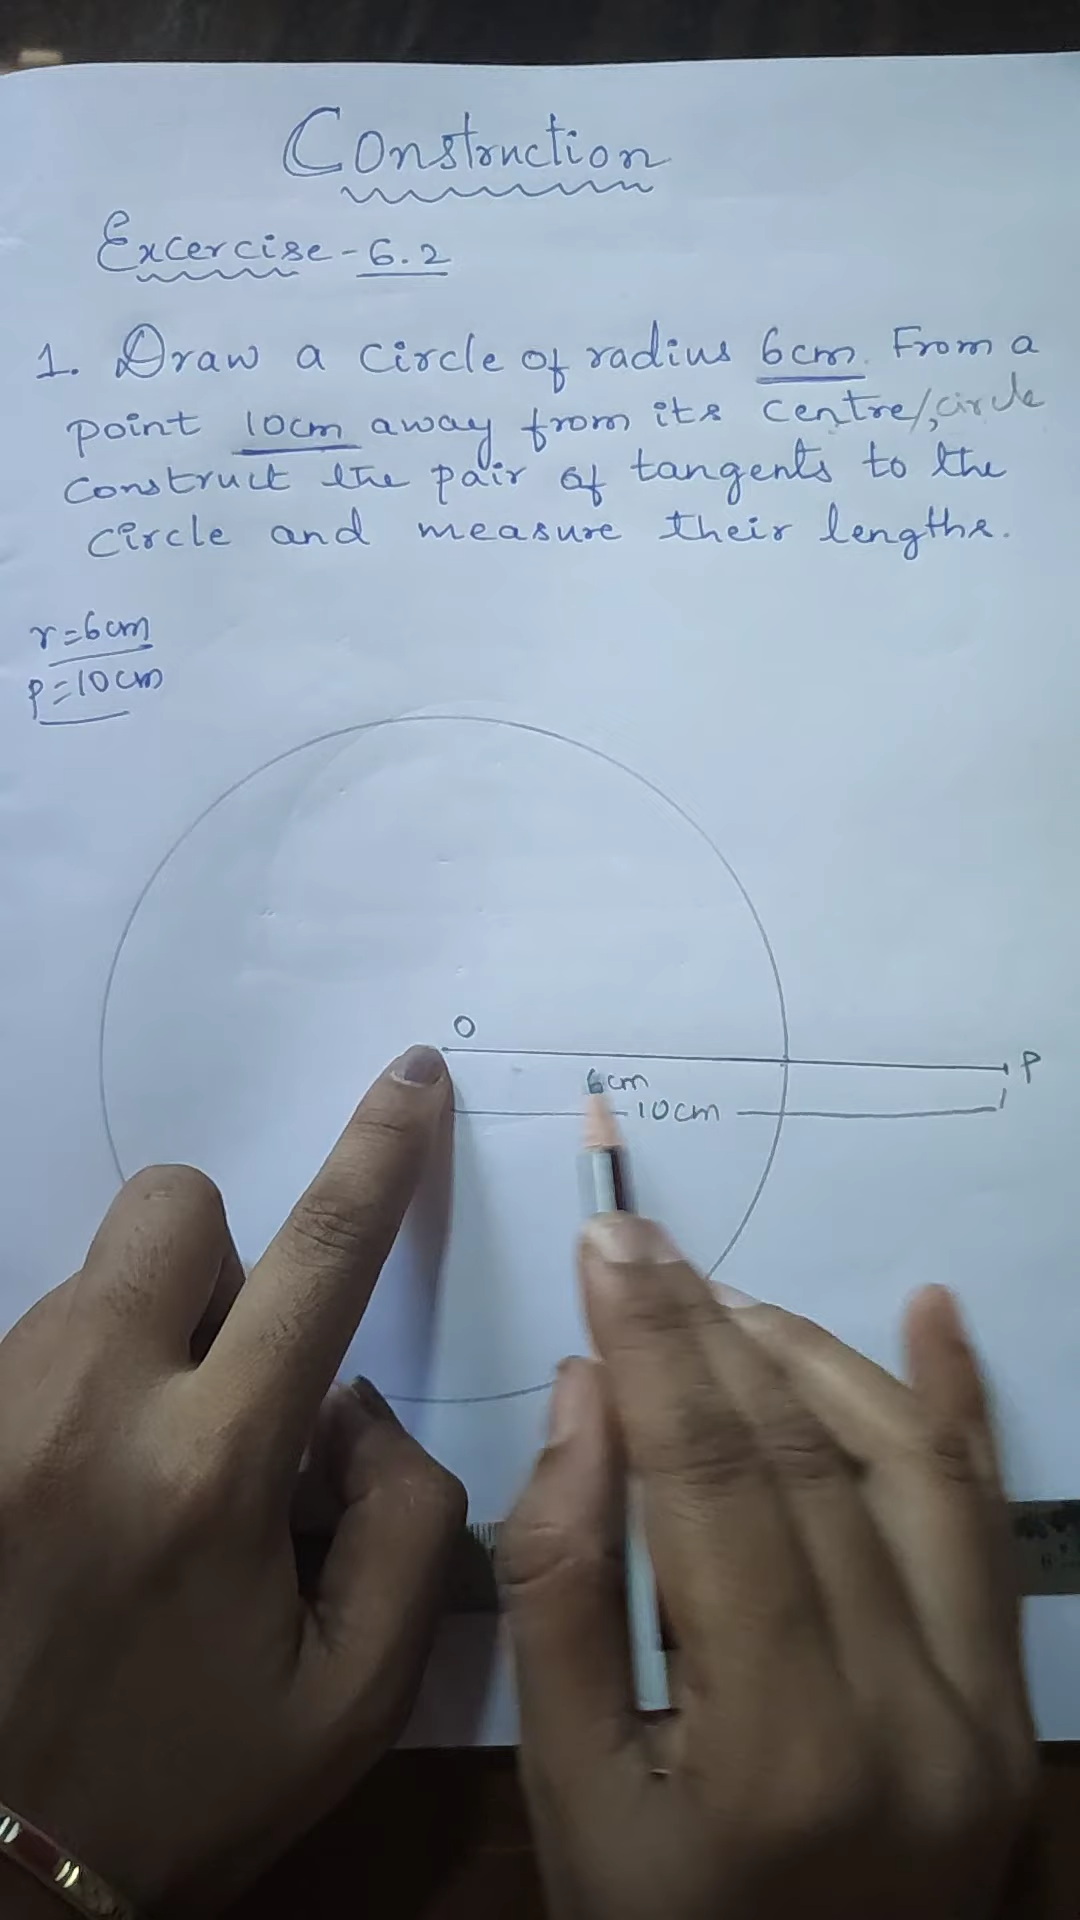 Construction
Excercise - 6.2
1. Draw a circle of radius 6cm. From a
point 10cm away from its centre/circle
construct the pair of tangents to the
circle and measure their lengths.
r=6cm
P=10cm
O
P
6cm
10cm